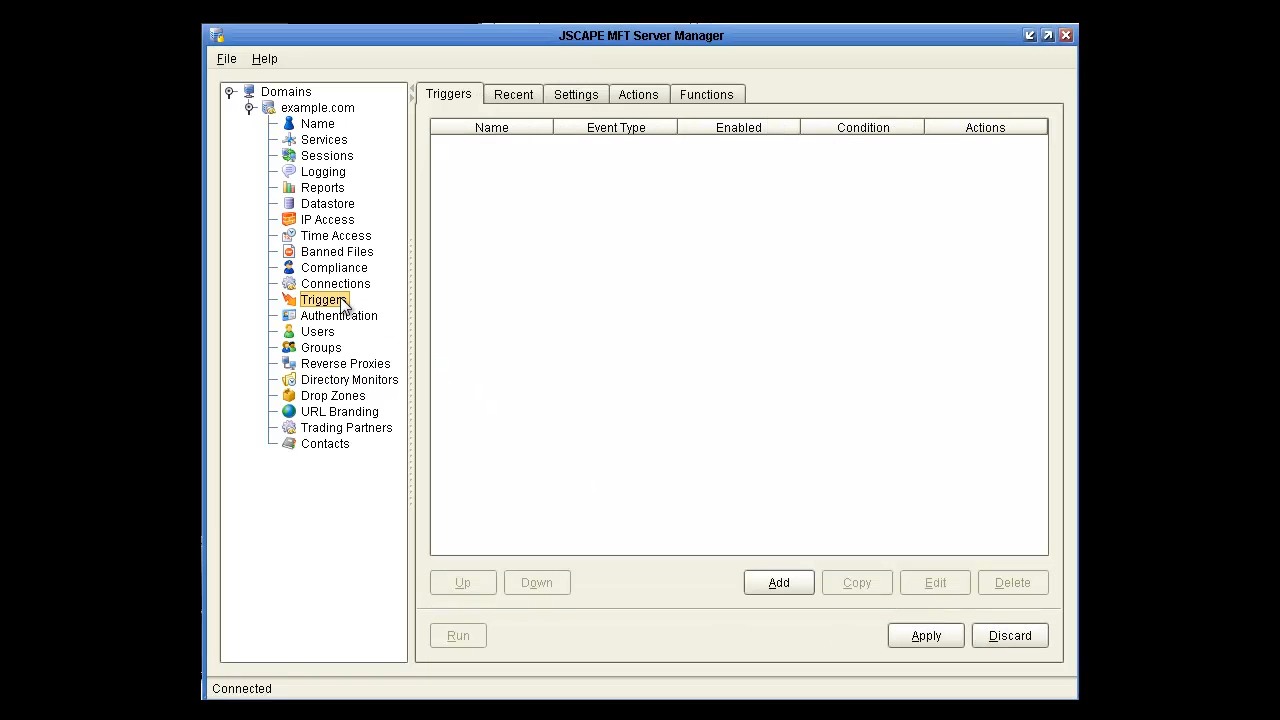 JSCAPE MFT Server Manager
File Help
Domains
example.com
Name
Services
Sessions
Logging
Reports
Datastore
IP Access
Time Access
Banned Files
Compliance
Connections
Triggers
Authentication
Users
Groups
Reverse Proxies
Directory Monitors
Drop Zones
URL Branding
Trading Partners
Contacts
Triggers Recent Settings Actions Functions
Name Event Type Enabled Condition Actions
Up Down Add Copy Edit Delete
Run Apply Discard
Connected